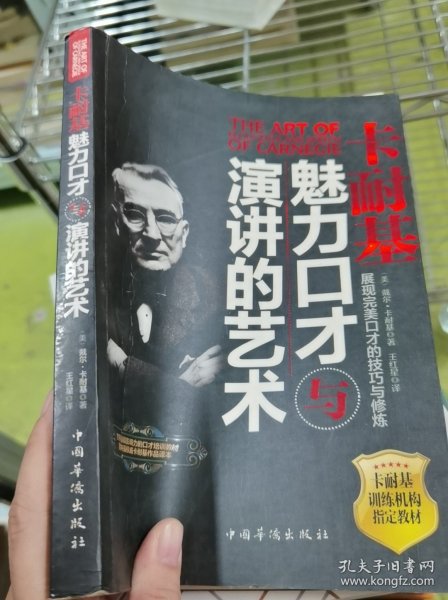 THE ART OF
OF CARNEGIE
卡耐基
魅力口才
与
演讲的艺术
[美]戴尔·卡耐基 著
王红星 译
中国华侨出版社
THE ART OF
OF CARNEGIE
卡耐基
魅力口才
与
演讲的艺术
展现完美口才的技巧与修炼
[美]戴尔·卡耐基 著
王红星 译
卡耐基
训练机构
指定教材
中国华侨出版社
孔夫子旧书网
www.kongfz.com